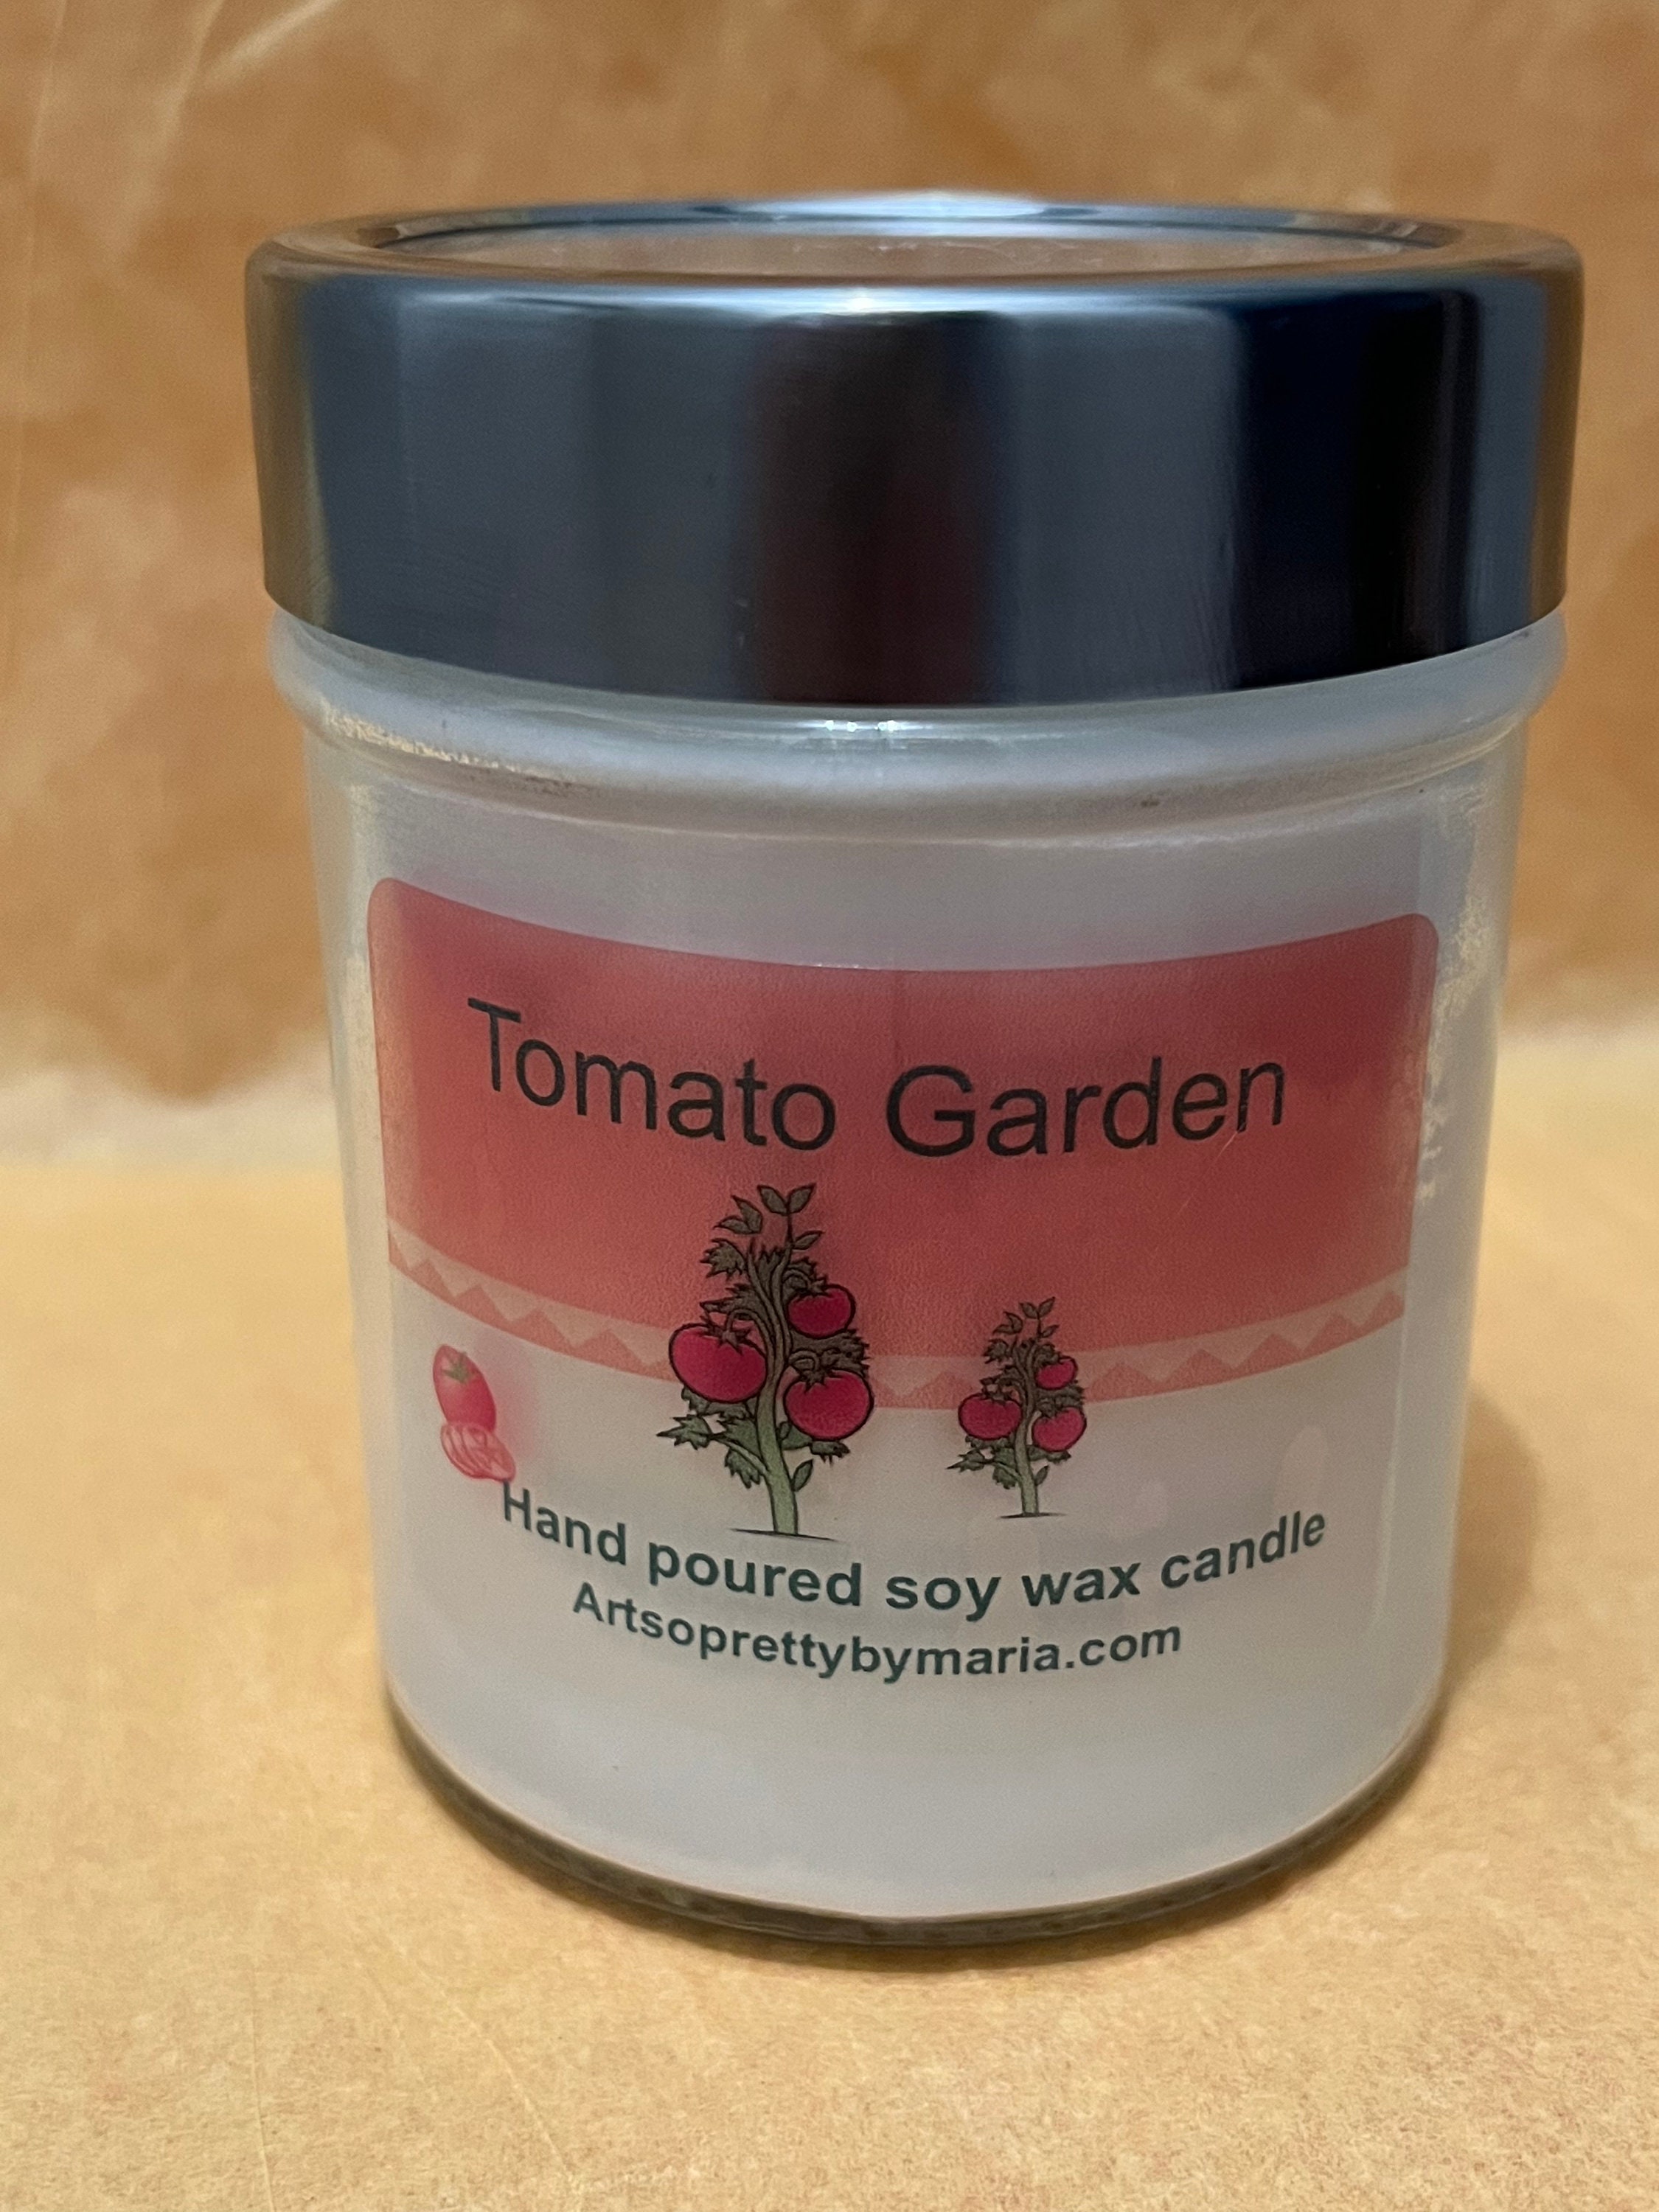 Tomato Garden
Hand poured soy wax candle
Artsoprettybymaria.com